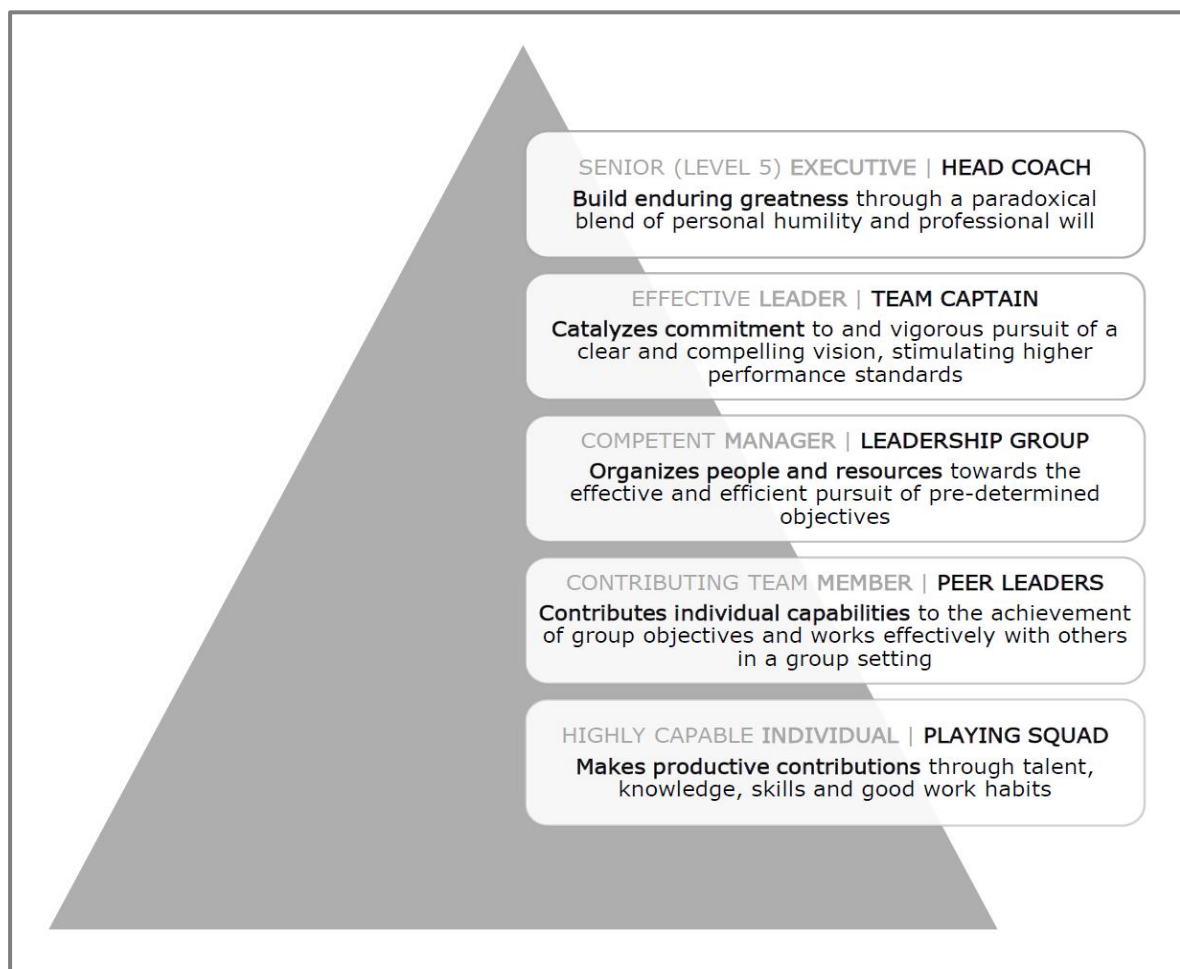 SENIOR (LEVEL 5) EXECUTIVE | HEAD COACH
Build enduring greatness through a paradoxical
blend of personal humility and professional will
EFFECTIVE LEADER | TEAM CAPTAIN
Catalyzes commitment to and vigorous pursuit of a
clear and compelling vision, stimulating higher
performance standards
COMPETENT MANAGER | LEADERSHIP GROUP
Organizes people and resources towards the
effective and efficient pursuit of pre-determined
objectives
CONTRIBUTING TEAM MEMBER | PEER LEADERS
Contributes individual capabilities to the achievement
of group objectives and works effectively with others
in a group setting
HIGHLY CAPABLE INDIVIDUAL | PLAYING SQUAD
Makes productive contributions through talent,
knowledge, skills and good work habits